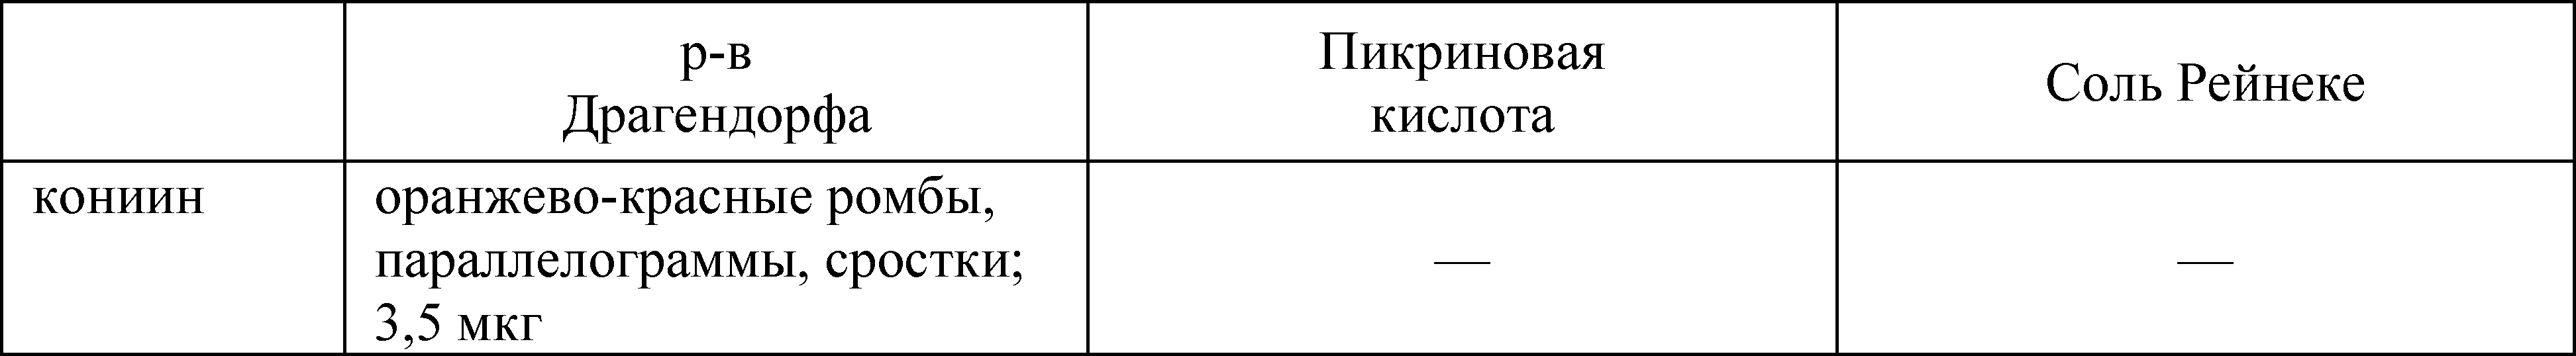 р-в
Драгендорфа
Пикриновая
кислота
Соль Рейнеке
кониин
оранжево-красные ромбы,
параллелограммы, сростки;
3,5 мкг
—
—